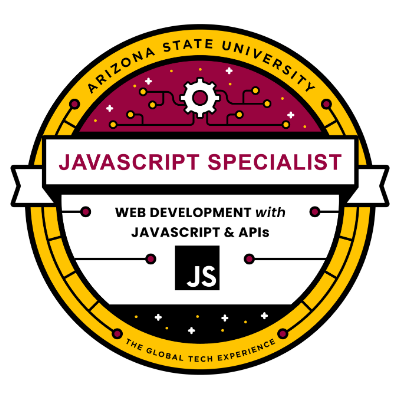 ARIZONA STATE UNIVERSITY
JAVASCRIPT SPECIALIST
WEB DEVELOPMENT with
JAVASCRIPT & APIs
JS
THE GLOBAL TECH EXPERIENCE